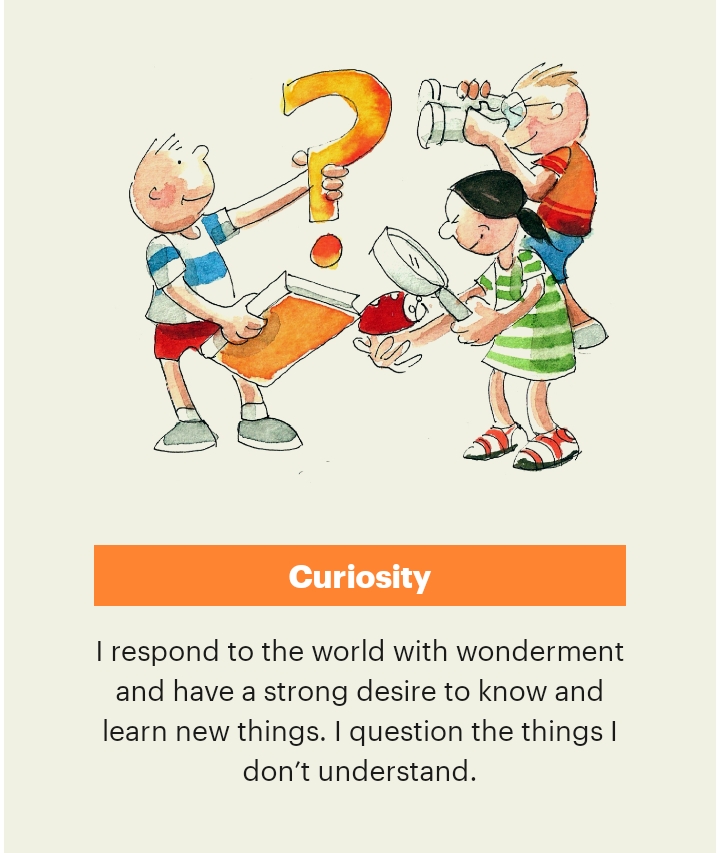 Curiosity
I respond to the world with wonderment
and have a strong desire to know and
learn new things. I question the things I
don’t understand.